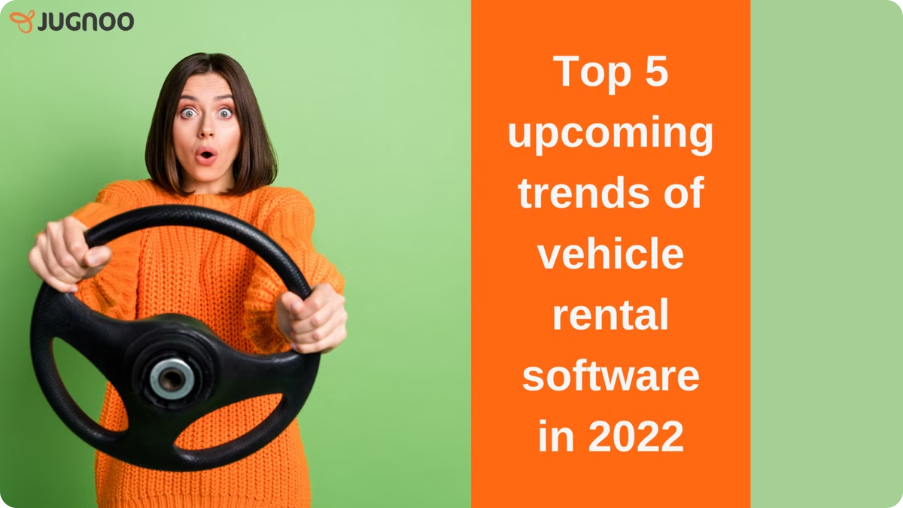 JUGNOO
Top 5
upcoming
trends of
vehicle
rental
software
in 2022